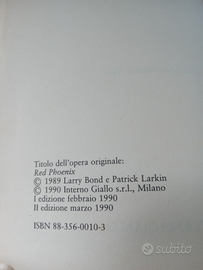 Titolo dell'opera originale:
Red Phoenix
© 1989 Larry Bond e Patrick Larkin
© 1990 Interno Giallo s.r.l., Milano
I edizione febbraio 1990
II edizione marzo 1990
ISBN 88-356-0010-3
subito